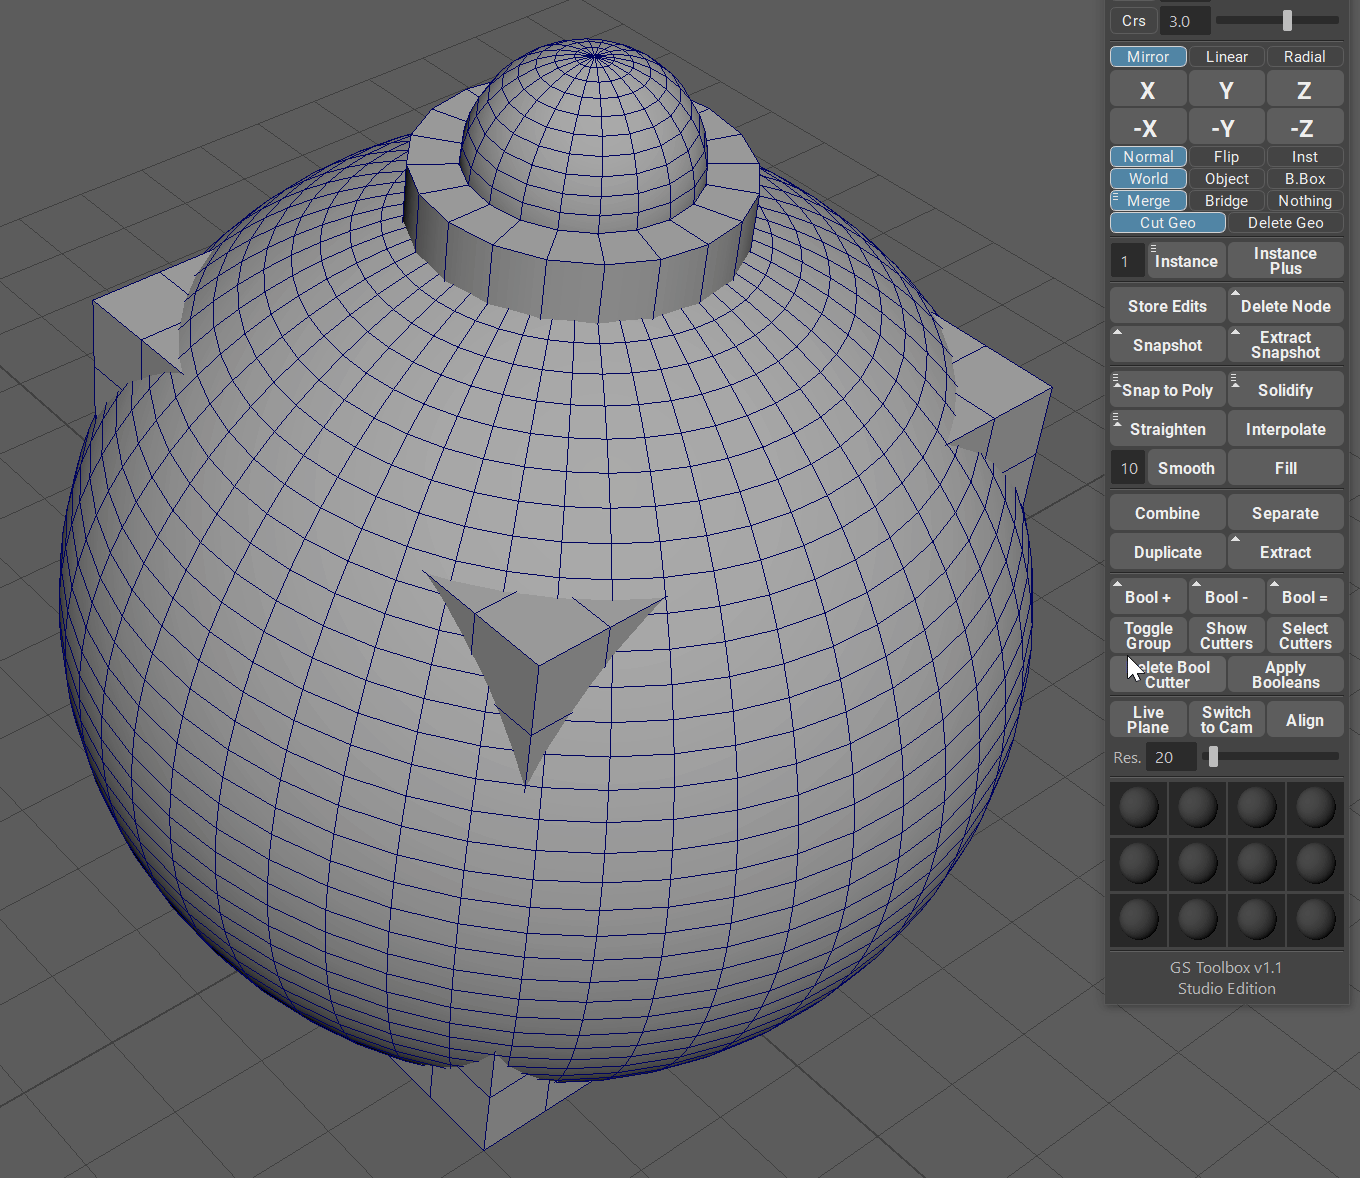 Crs 3.0
Mirror Linear Radial
X Y Z
-X -Y -Z
Normal Flip Inst
World Object B.Box
Merge Bridge Nothing
Cut Geo Delete Geo
1 Instance Instance
Plus
Store Edits Delete Node
Snapshot Extract
Snapshot
Snap to Poly Solidify
Straighten Interpolate
10 Smooth Fill
Combine Separate
Duplicate Extract
Bool + Bool - Bool =
Toggle Show Select
Group Cutters Cutters
elete Bool Apply
Cutter Booleans
Live Switch Align
Plane to Cam
Res. 20
GS Toolbox v1.1
Studio Edition